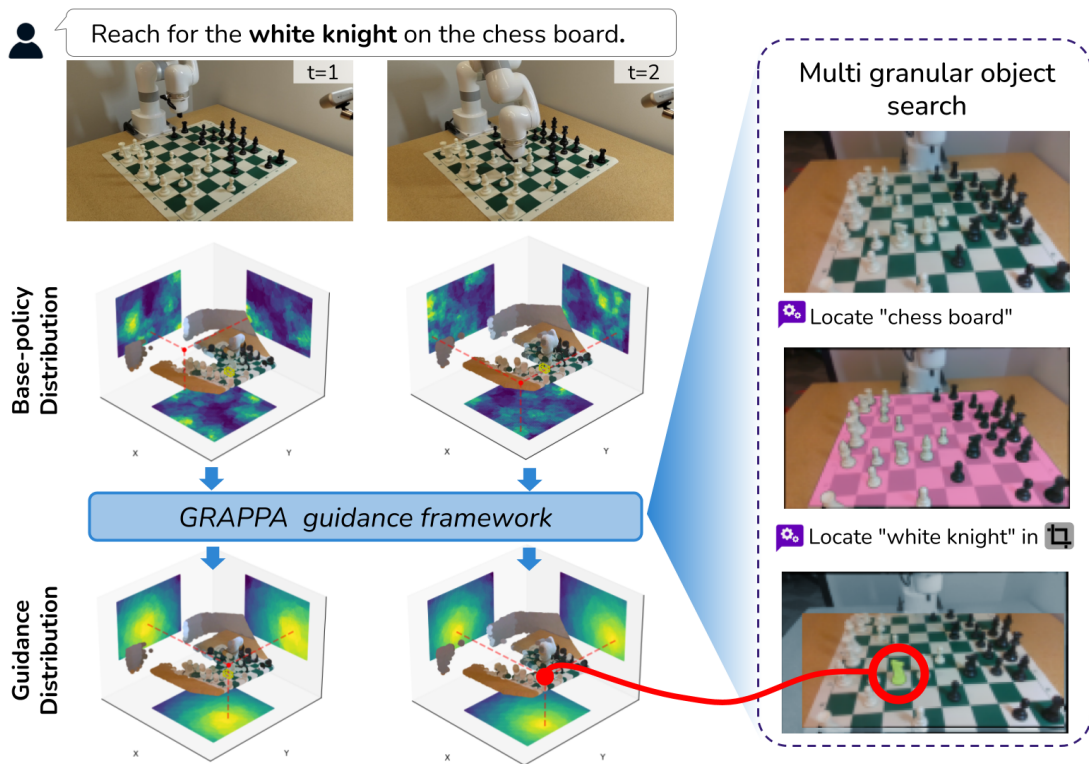 Reach for the white knight on the chess board.
t=1
t=2
Multi granular object
search
Locate "chess board"
Base-policy
Distribution
X
Y
X
Y
GRAPPA guidance framework
Locate "white knight" in
Guidance
Distribution
X
Y
X
Y